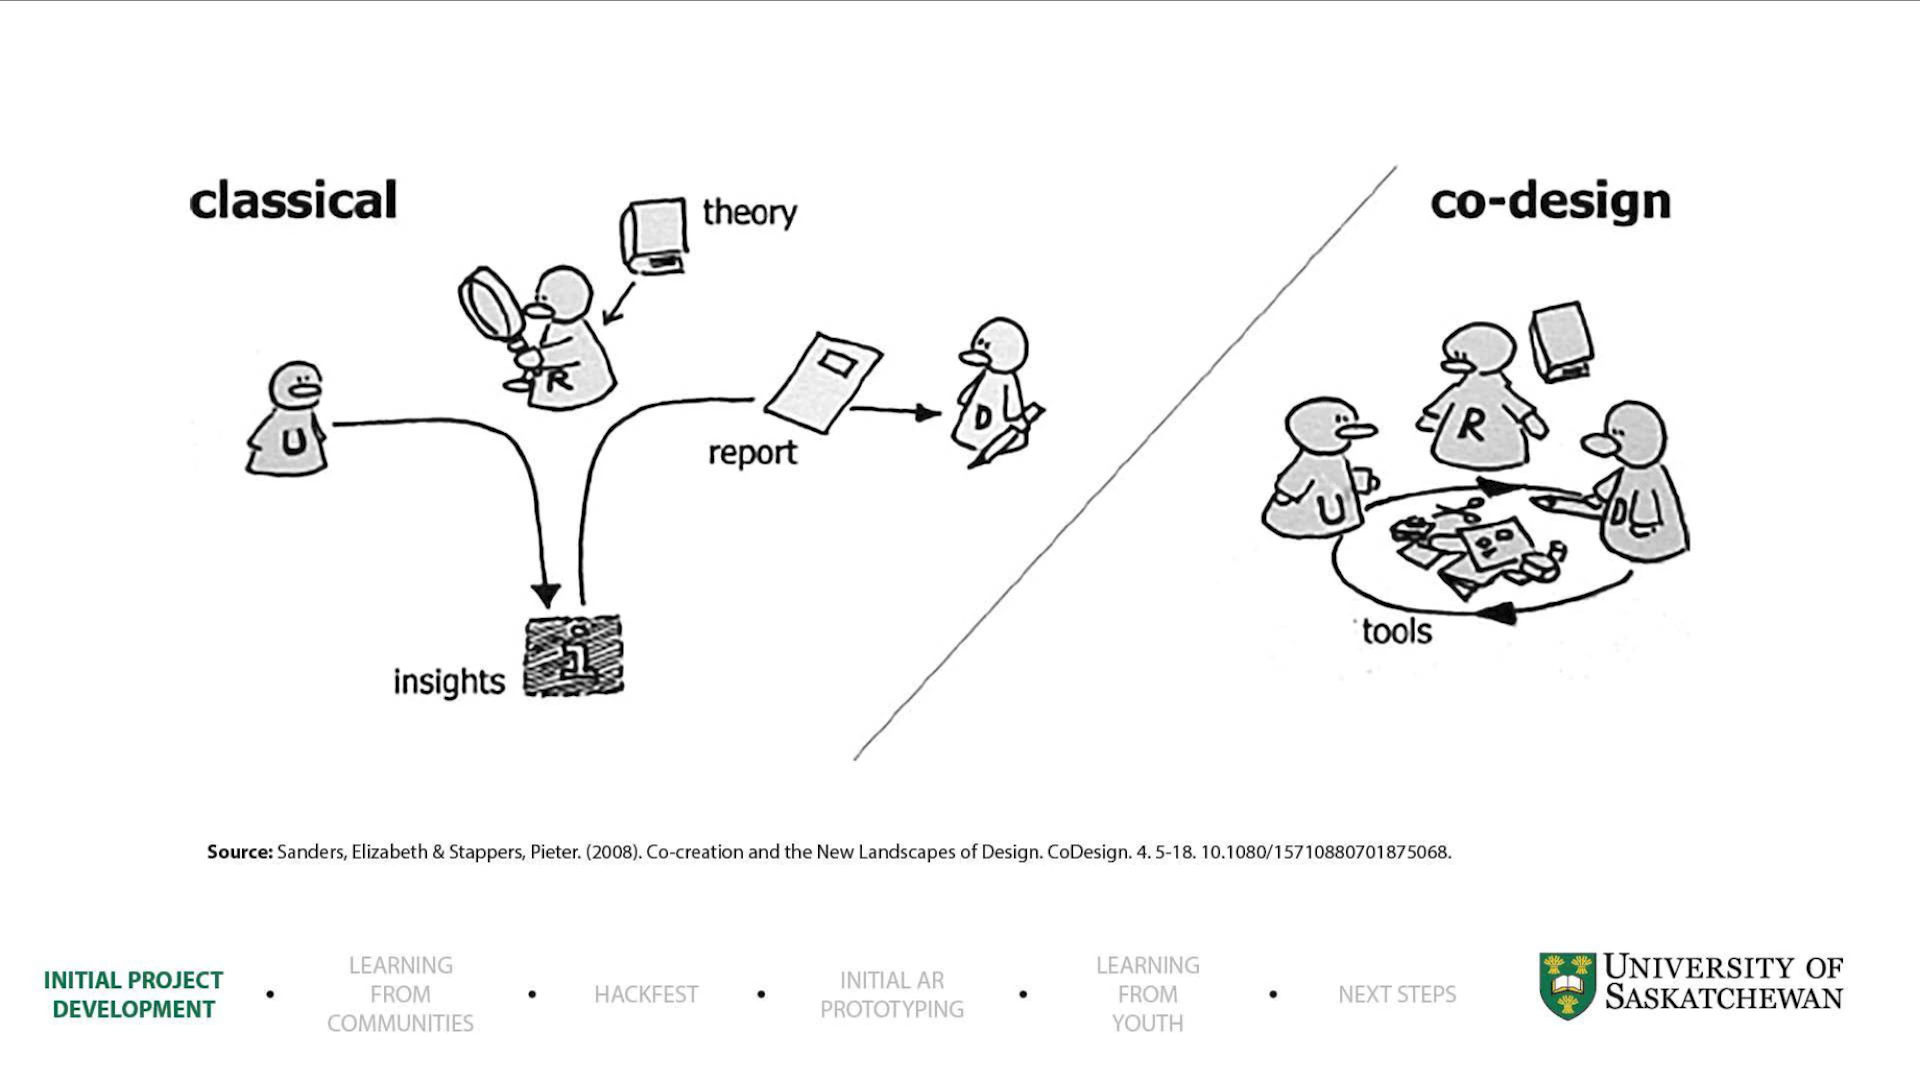 classical
theory
R
U
report
D
insights
i
co-design
R
U
D
tools
Source: Sanders, Elizabeth & Stappers, Pieter. (2008). Co-creation and the New Landscapes of Design. CoDesign. 4. 5-18. 10.1080/15710880701875068.
INITIAL PROJECT
DEVELOPMENT
•
LEARNING
FROM
COMMUNITIES
•
HACKFEST
•
INITIAL AR
PROTOTYPING
•
LEARNING
FROM
YOUTH
•
NEXT STEPS
UNIVERSITY OF
SASKATCHEWAN